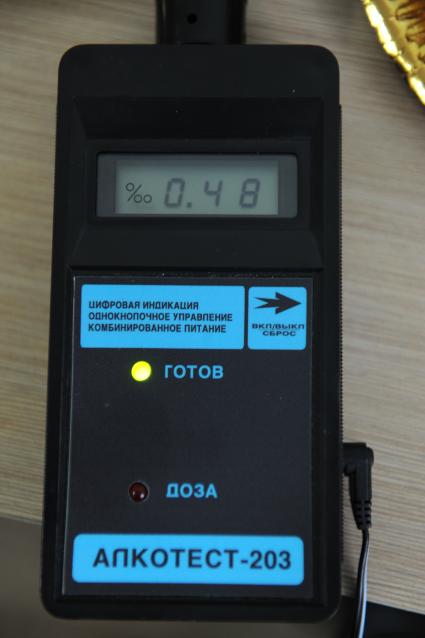 ‰ 0.48
ЦИФРОВАЯ ИНДИКАЦИЯ
ОДНОКНОПОЧНОЕ УПРАВЛЕНИЕ
КОМБИНИРОВАННОЕ ПИТАНИЕ
ВКЛ/ВЫКЛ
СБРОС
ГОТОВ
ДОЗА
АЛКОТЕСТ-203